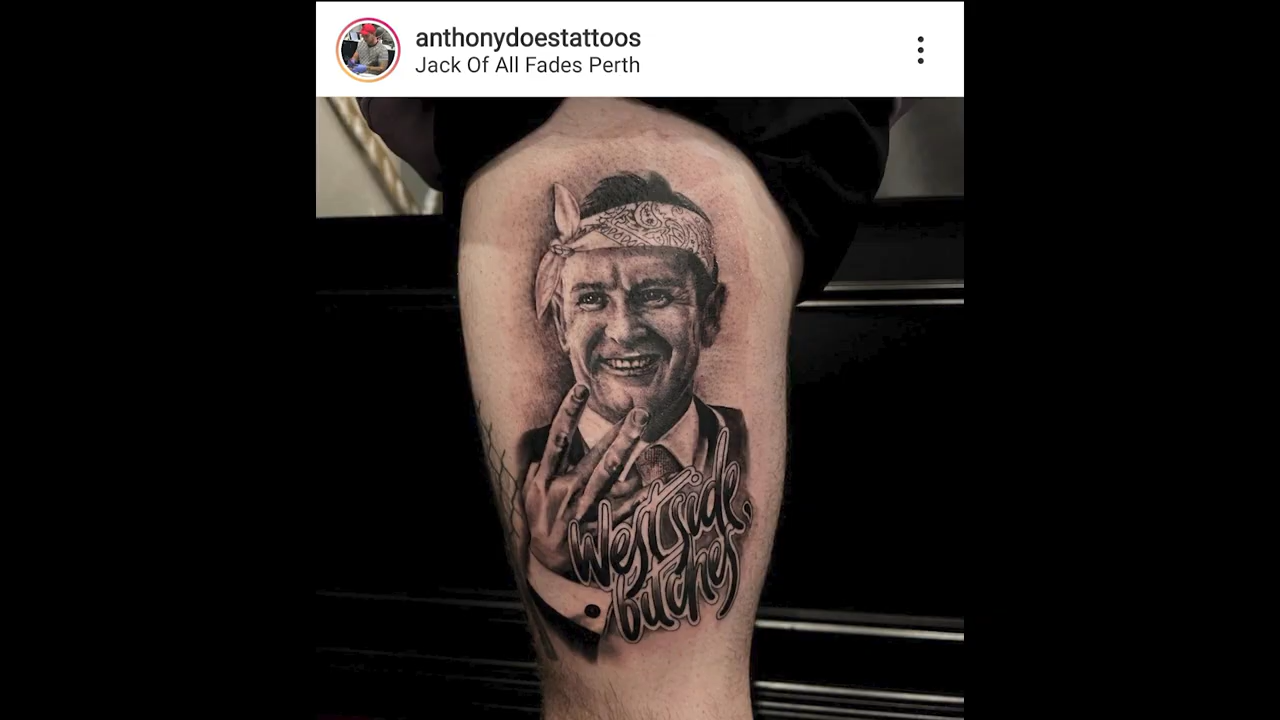 anthonydoestattoos
Jack Of All Fades Perth
Westside,
bitches